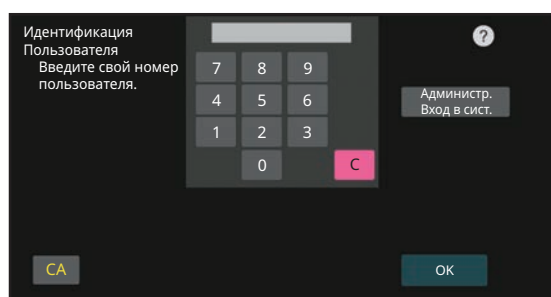 Идентификация
Пользователя
Введите свой номер
пользователя.
?
7 8 9
4 5 6
1 2 3
0 C
Администр.
Вход в сист.
CA
OK